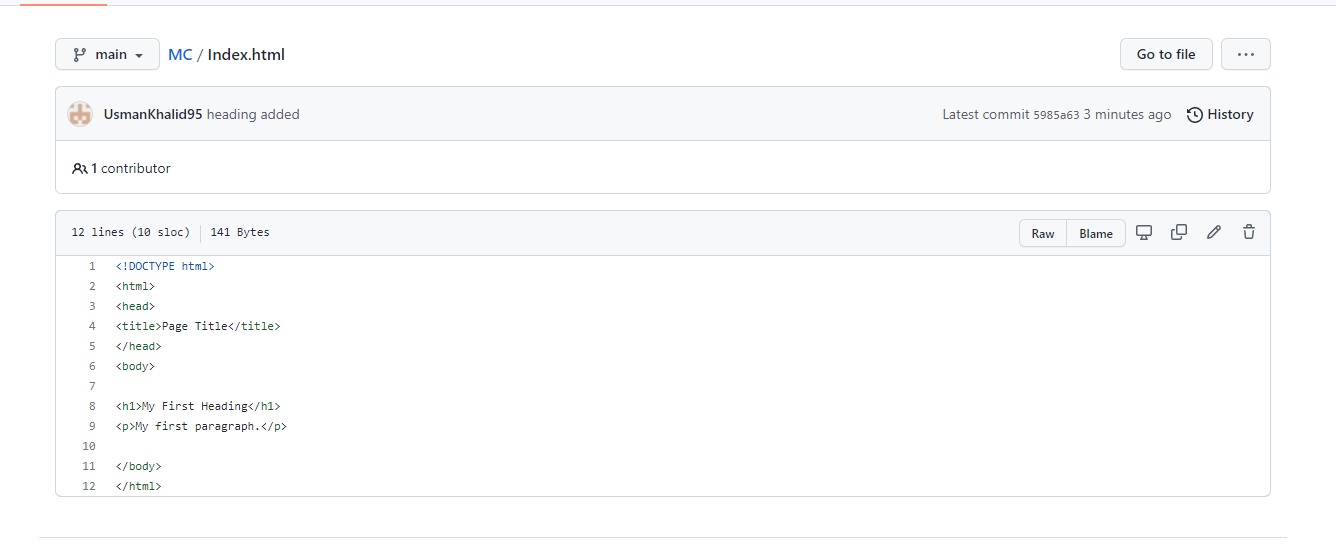 main
MC / Index.html
Go to file
UsmanKhalid95 heading added
Latest commit 5985a63 3 minutes ago
History
1 contributor
12 lines (10 sloc) 141 Bytes
Raw
Blame
1 <!DOCTYPE html>
2 <html>
3 <head>
4 <title>Page Title</title>
5 </head>
6 <body>
7
8 <h1>My First Heading</h1>
9 <p>My first paragraph.</p>
10
11 </body>
12 </html>